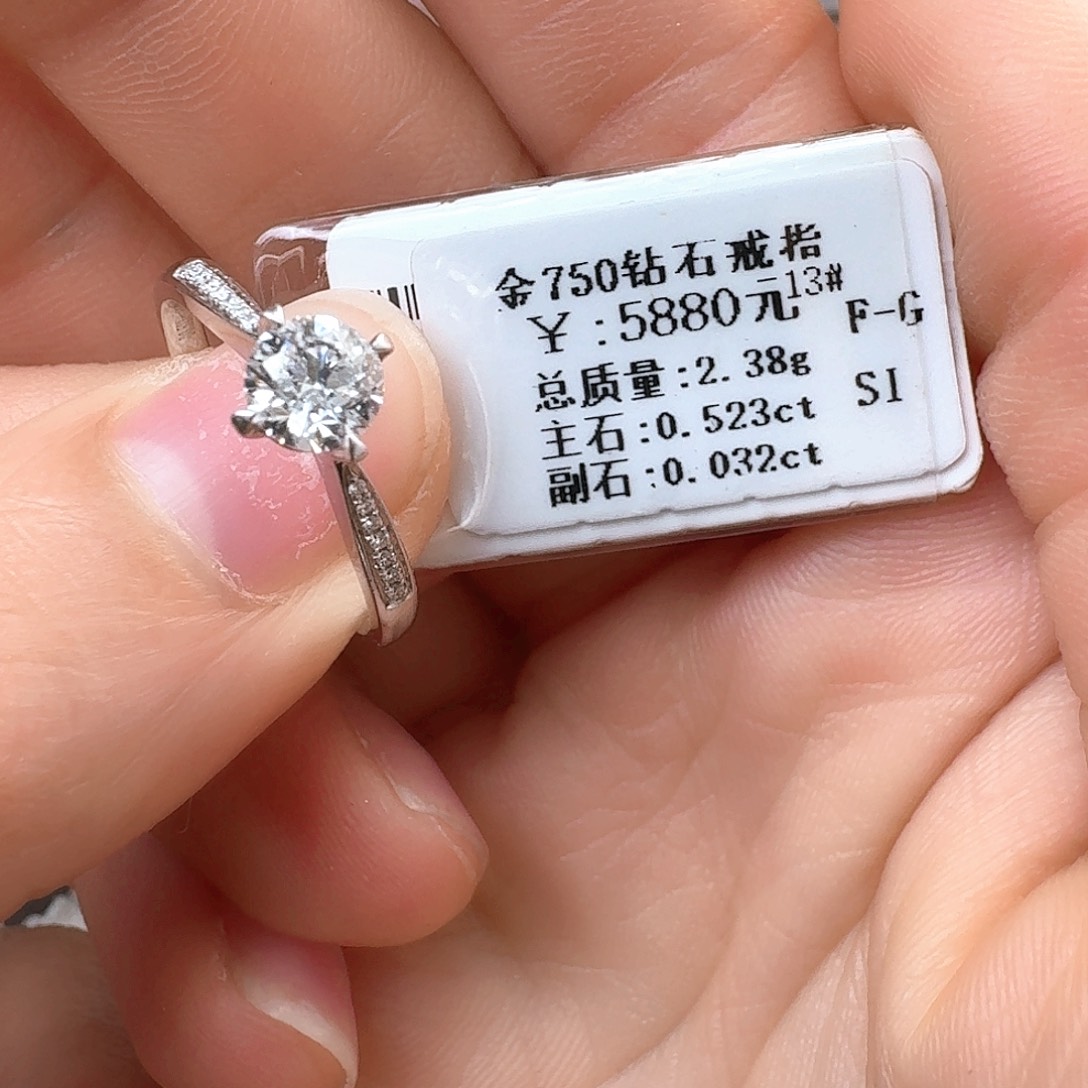 金750钻石戒指
￥:5880元-13#
F-G
总质量:2.38g
SI
主石:0.523ct
副石:0.032ct